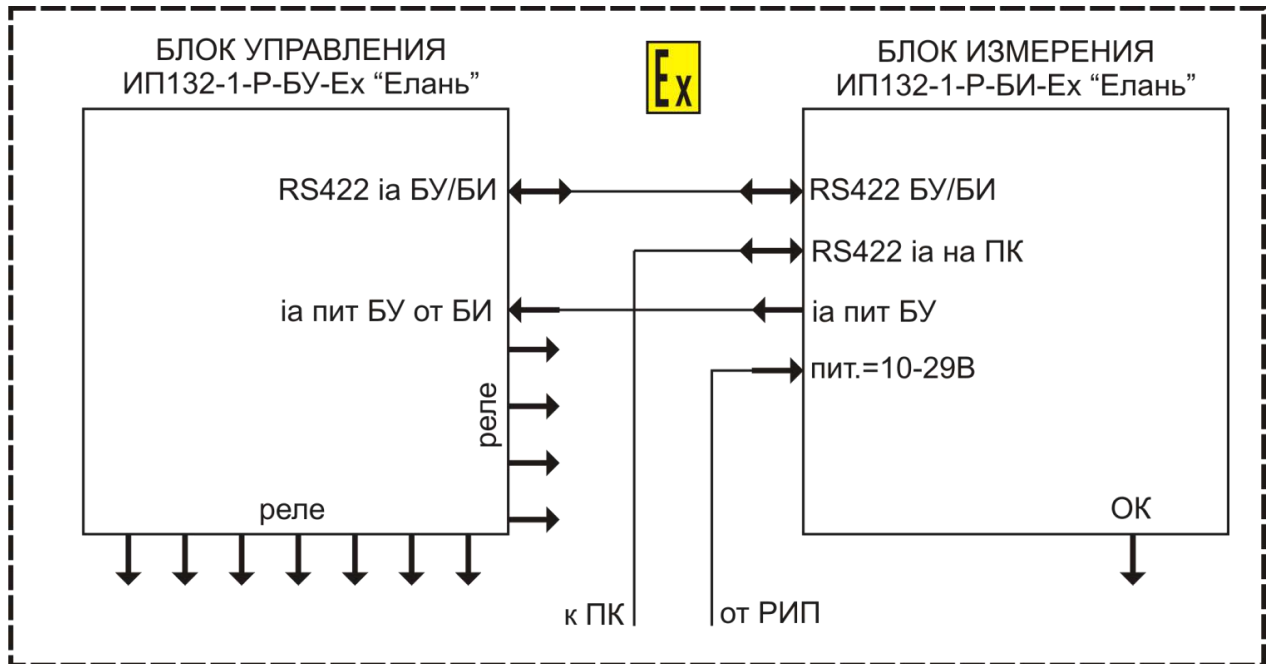 БЛОК УПРАВЛЕНИЯ
ИП132-1-Р-БУ-Ex “Елань”
Ex
БЛОК ИЗМЕРЕНИЯ
ИП132-1-Р-БИ-Ex “Елань”
RS422 ia БУ/БИ
RS422 БУ/БИ
RS422 ia на ПК
ia пит БУ от БИ
ia пит БУ
пит.=10-29В
реле
реле
ОК
к ПК
от РИП